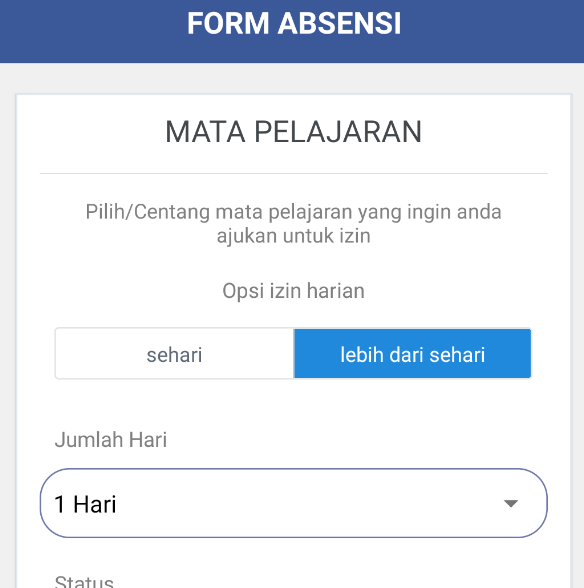 FORM ABSENSI
MATA PELAJARAN
Pilih/Centang mata pelajaran yang ingin anda
ajukan untuk izin
Opsi izin harian
sehari
lebih dari sehari
Jumlah Hari
1 Hari
Status